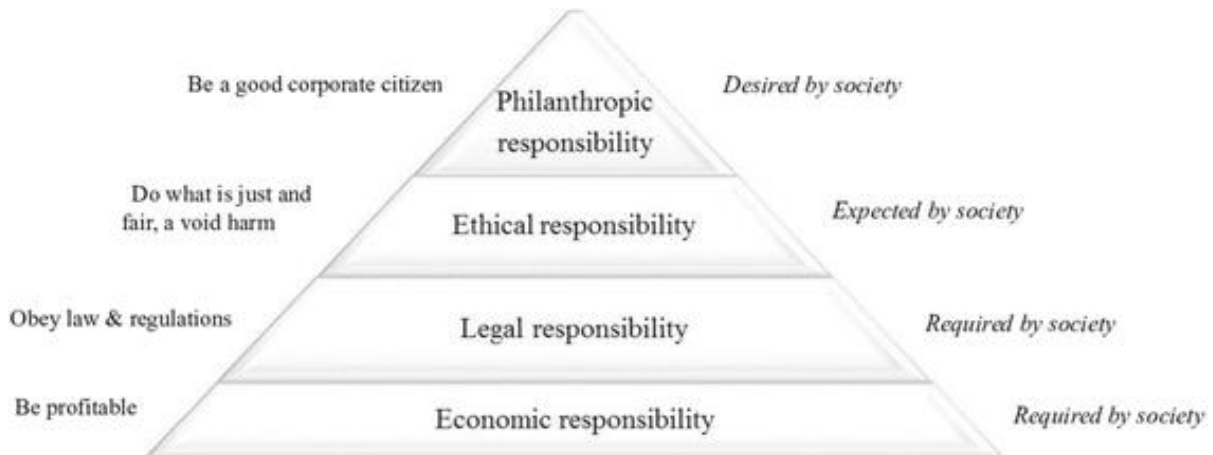 Be a good corporate citizen
Philanthropic
responsibility
Desired by society
Do what is just and
fair, a void harm
Ethical responsibility
Expected by society
Obey law & regulations
Legal responsibility
Required by society
Be profitable
Economic responsibility
Required by society